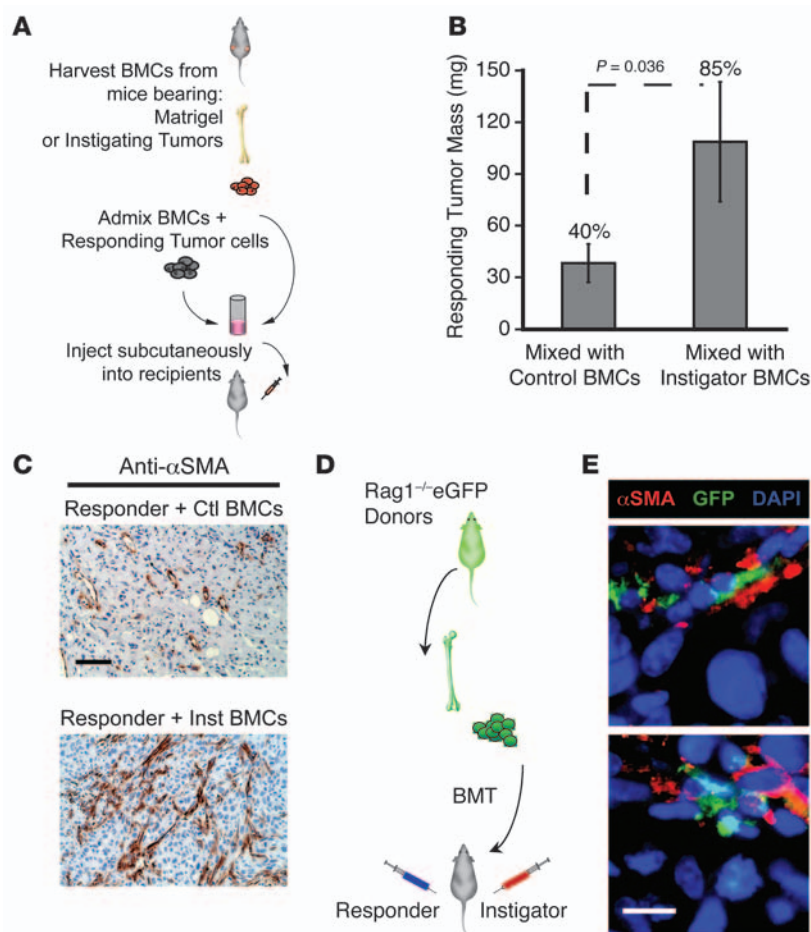 A
Harvest BMCs from
mice bearing:
Matrigel
or Instigating Tumors
Admix BMCs +
Responding Tumor cells
Inject subcutaneously
into recipients
B
P = 0.036
Responding Tumor Mass (mg)
150
120
90
60
30
0
40%
85%
Mixed with
Control BMCs
Mixed with
Instigator BMCs
C
Anti-αSMA
Responder + Ctl BMCs
Responder + Inst BMCs
D
Rag1–/–eGFP
Donors
BMT
Responder
Instigator
E
αSMA GFP DAPI